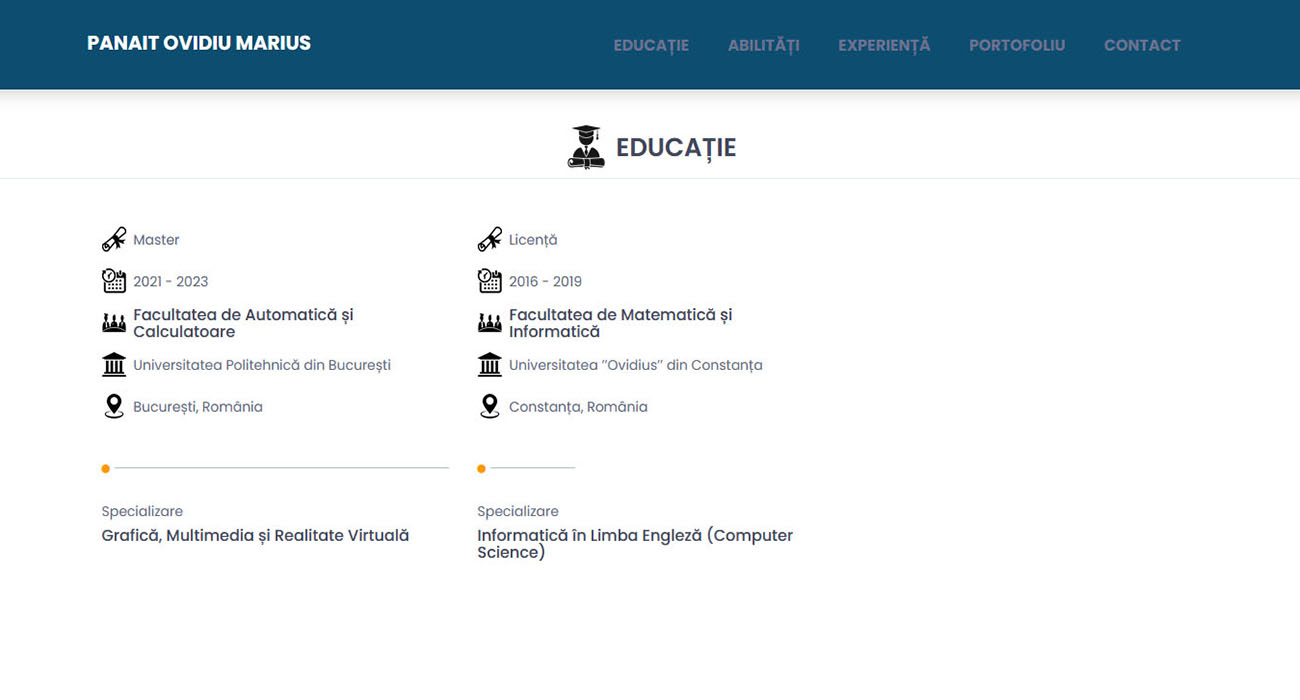 PANAIT OVIDIU MARIUS
EDUCAȚIE ABILITĂȚI EXPERIENȚĂ PORTOFOLIU CONTACT
EDUCAȚIE
Master
2021 - 2023
Facultatea de Automatică și
Calculatoare
Universitatea Politehnică din București
București, România
Specializare
Grafică, Multimedia și Realitate Virtuală
Licență
2016 - 2019
Facultatea de Matematică și
Informatică
Universitatea "Ovidius" din Constanța
Constanța, România
Specializare
Informatică în Limba Engleză (Computer
Science)